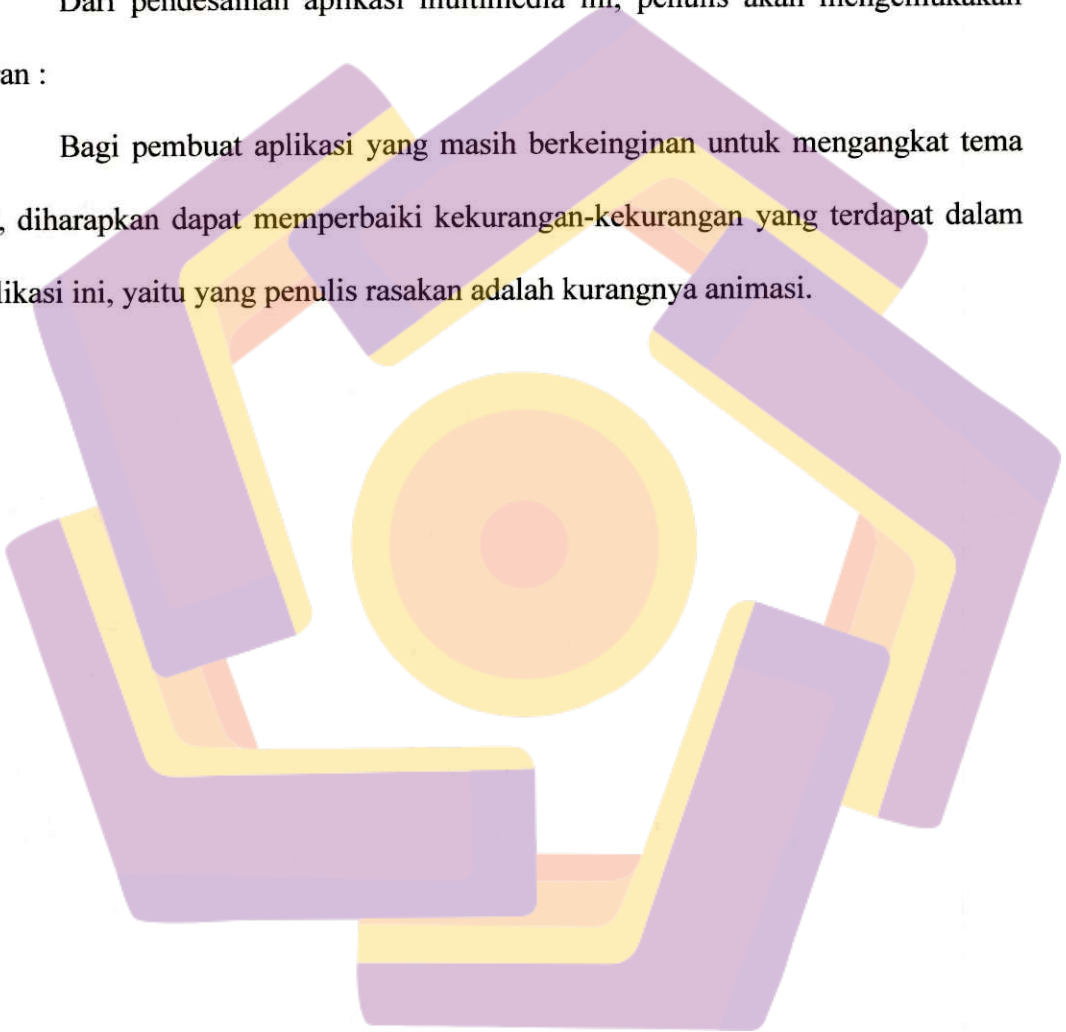 Dari pendesaman aplikasi multimedia ini, penulis akan mengemukakan
an :
Bagi pembuat aplikasi yang masih berkeinginan untuk mengangkat tema
, diharapkan dapat memperbaiki kekurangan-kekurangan yang terdapat dalam
likasi ini, yaitu yang penulis rasakan adalah kurangnya animasi.